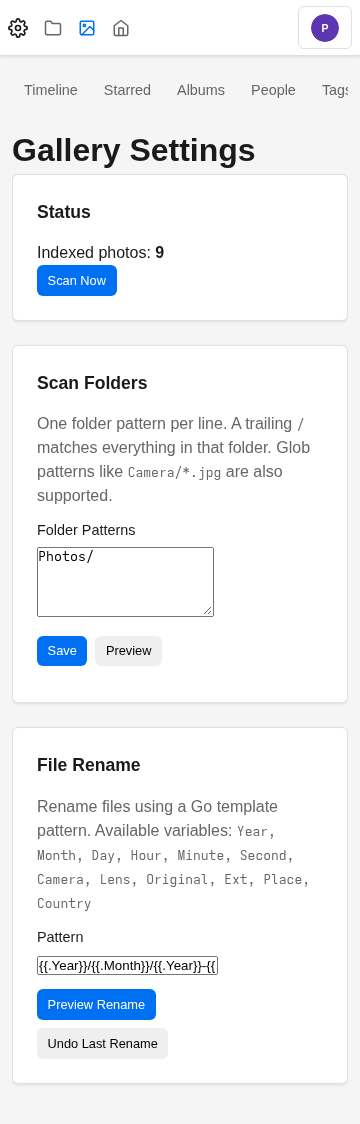 P
Timeline Starred Albums People Tags
Gallery Settings
Status
Indexed photos: 9
Scan Now
Scan Folders
One folder pattern per line. A trailing /
matches everything in that folder. Glob
patterns like Camera/*.jpg are also
supported.
Folder Patterns
Photos/
Save Preview
File Rename
Rename files using a Go template
pattern. Available variables: Year,
Month, Day, Hour, Minute, Second,
Camera, Lens, Original, Ext, Place,
Country
Pattern
{{.Year}}/{{.Month}}/{{.Year}}-{{
Preview Rename
Undo Last Rename